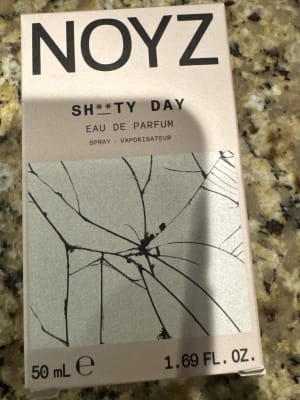 NOYZ
SH**TY DAY
EAU DE PARFUM
SPRAY - VAPORISATEUR
50 mL ℮
1.69 FL. OZ.